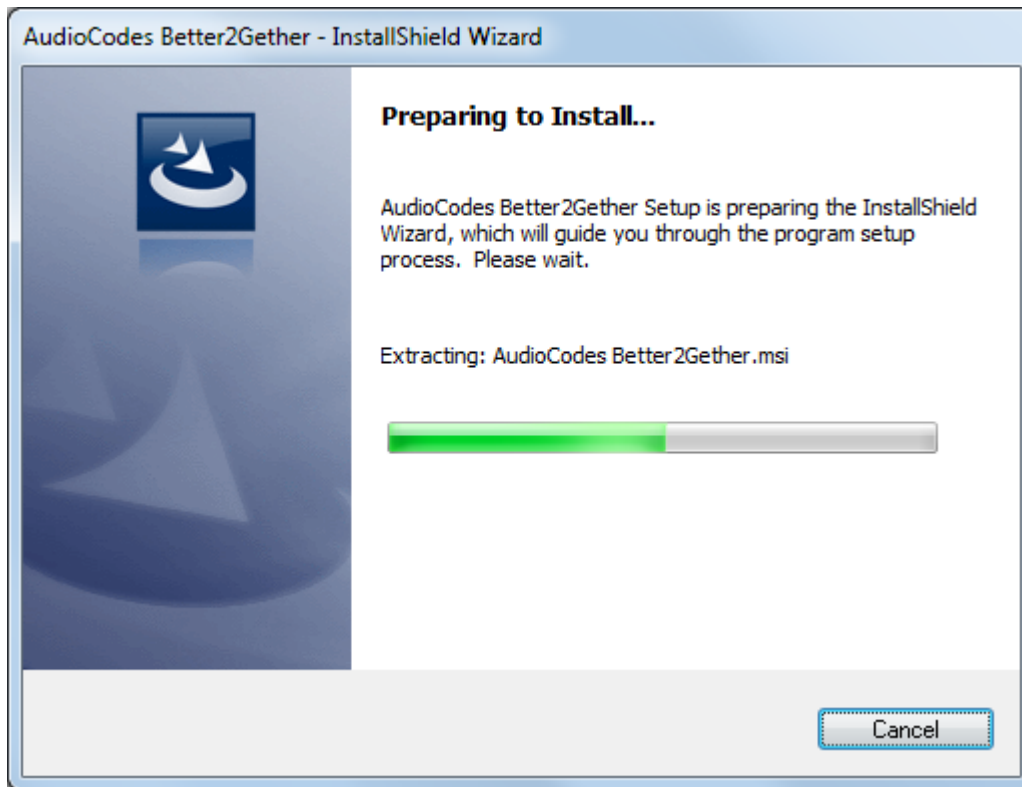 AudioCodes Better2Gether - InstallShield Wizard
Preparing to Install...
AudioCodes Better2Gether Setup is preparing the InstallShield
Wizard, which will guide you through the program setup
process.  Please wait.
Extracting: AudioCodes Better2Gether.msi
Cancel